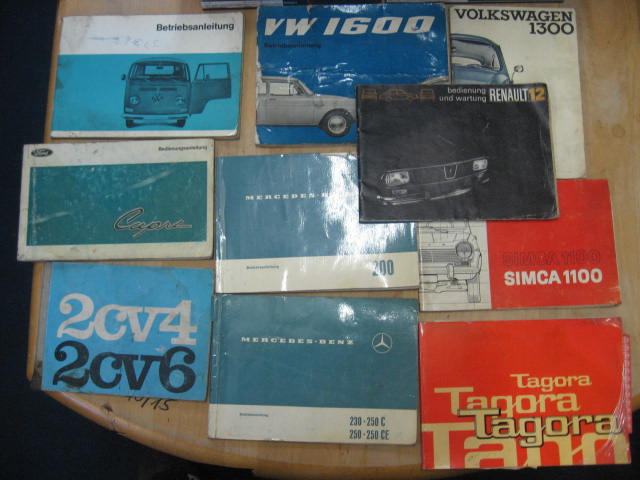 Betriebsanleitung
VW 1600
Betriebsanleitung
VOLKSWAGEN
1300
bedienung
und wartung RENAULT 12
Ford
Bedienungsanleitung
Capri
MERCEDES-B
Betriebsanleitung
200
SIMCA 1100
SIMCA 1100
2CV4
2CV6
MERCEDES-BENZ
Betriebsanleitung
230-250 C
250-250 CE
Tagora
Tagora
Tagora